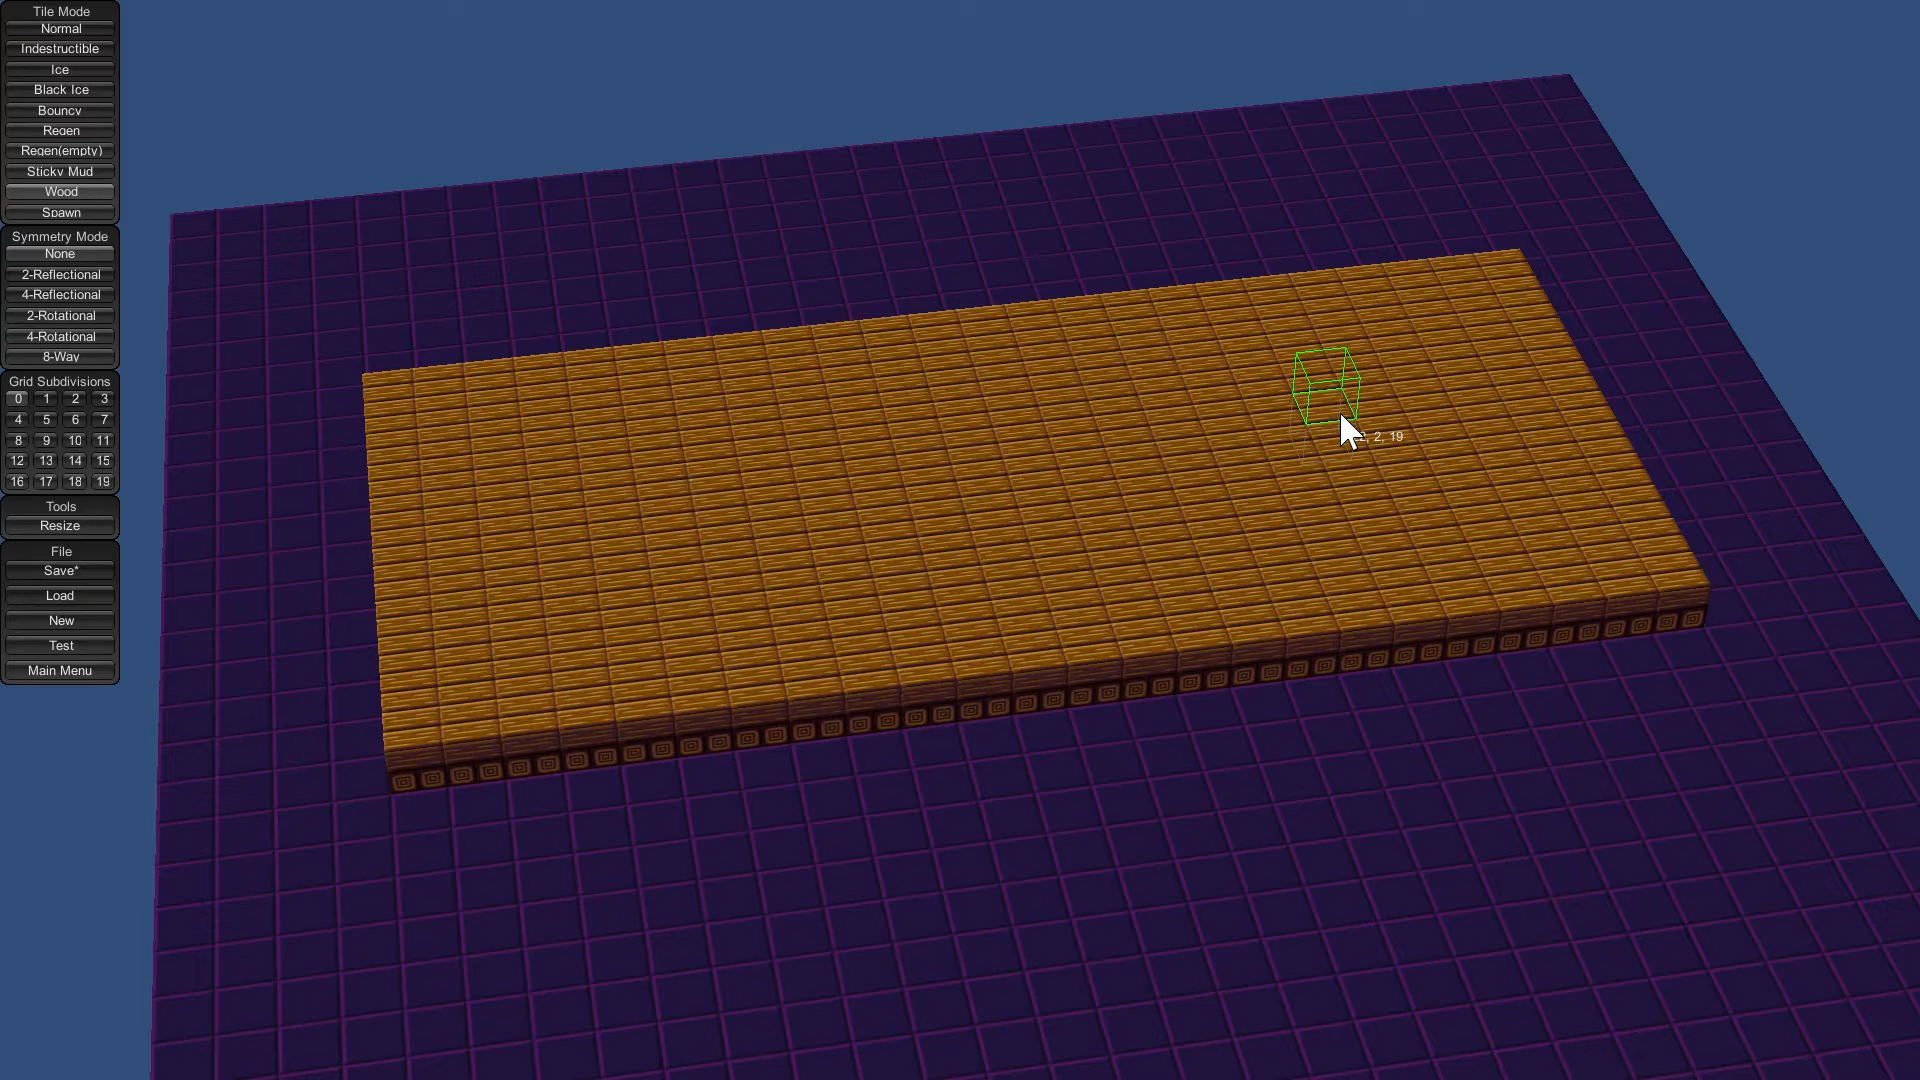 Tile Mode
Normal
Indestructible
Ice
Black Ice
Bouncy
Regen
Regen(empty)
Sticky Mud
Wood
Spawn
Symmetry Mode
None
2-Reflectional
4-Reflectional
2-Rotational
4-Rotational
8-Way
Grid Subdivisions
0 1 2 3
4 5 6 7
8 9 10 11
12 13 14 15
16 17 18 19
Tools
Resize
File
Save*
Load
New
Test
Main Menu
2, 19